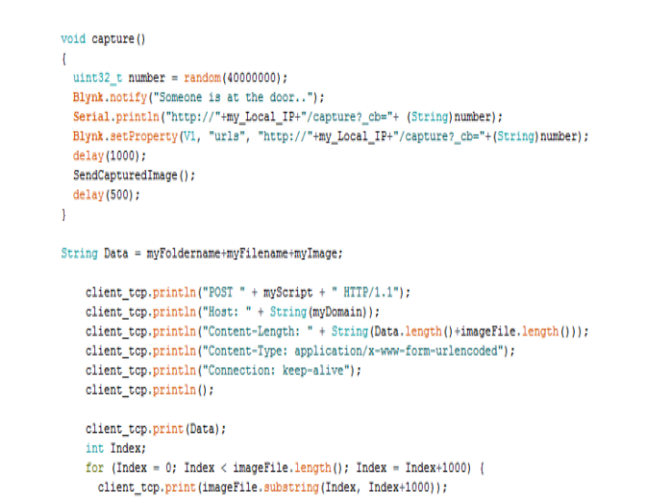 void capture()
{
uint32_t number = random(40000000);
Blynk.notify("Someone is at the door..");
Serial.println("http://"+my_Local_IP+"/capture?_cb="+ (String)number);
Blynk.setProperty(V1, "urls", "http://"+my_Local_IP+"/capture?_cb="+(String)number);
delay(1000);
SendCapturedImage();
delay(500);
}
String Data = myFoldername+myFilename+myImage;
client_tcp.println("POST " + myScript + " HTTP/1.1");
client_tcp.println("Host: " + String(myDomain));
client_tcp.println("Content-Length: " + String(Data.length()+imageFile.length()));
client_tcp.println("Content-Type: application/x-www-form-urlencoded");
client_tcp.println("Connection: keep-alive");
client_tcp.println();
client_tcp.print(Data);
int Index;
for (Index = 0; Index < imageFile.length(); Index = Index+1000) {
client_tcp.print(imageFile.substring(Index, Index+1000));